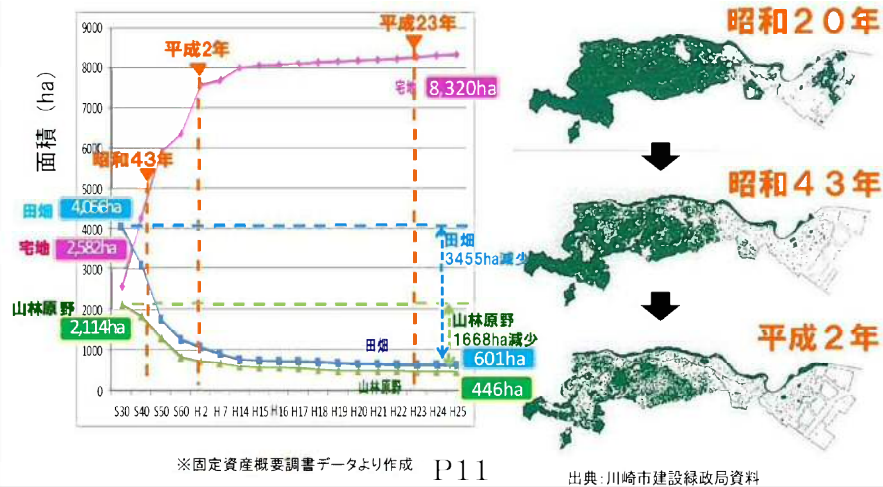 面積（ha）
9000
8000
7000
6000
5000
4000
3000
2000
1000
0
S30 S40 S50 S60 H2 H7 H14 H15 H16 H17 H18 H19 H20 H21 H22 H23 H24 H25
昭和43年
平成2年
平成23年
宅地 8,320ha
田畑 4,056ha
宅地 2,582ha
山林原野
2,114ha
田畑
3455ha減少
山林原野
1668ha減少
田畑
601ha
山林原野
446ha
※固定資産概要調書データより作成
P11
昭和20年
昭和43年
平成2年
出典：川崎市建設緑政局資料